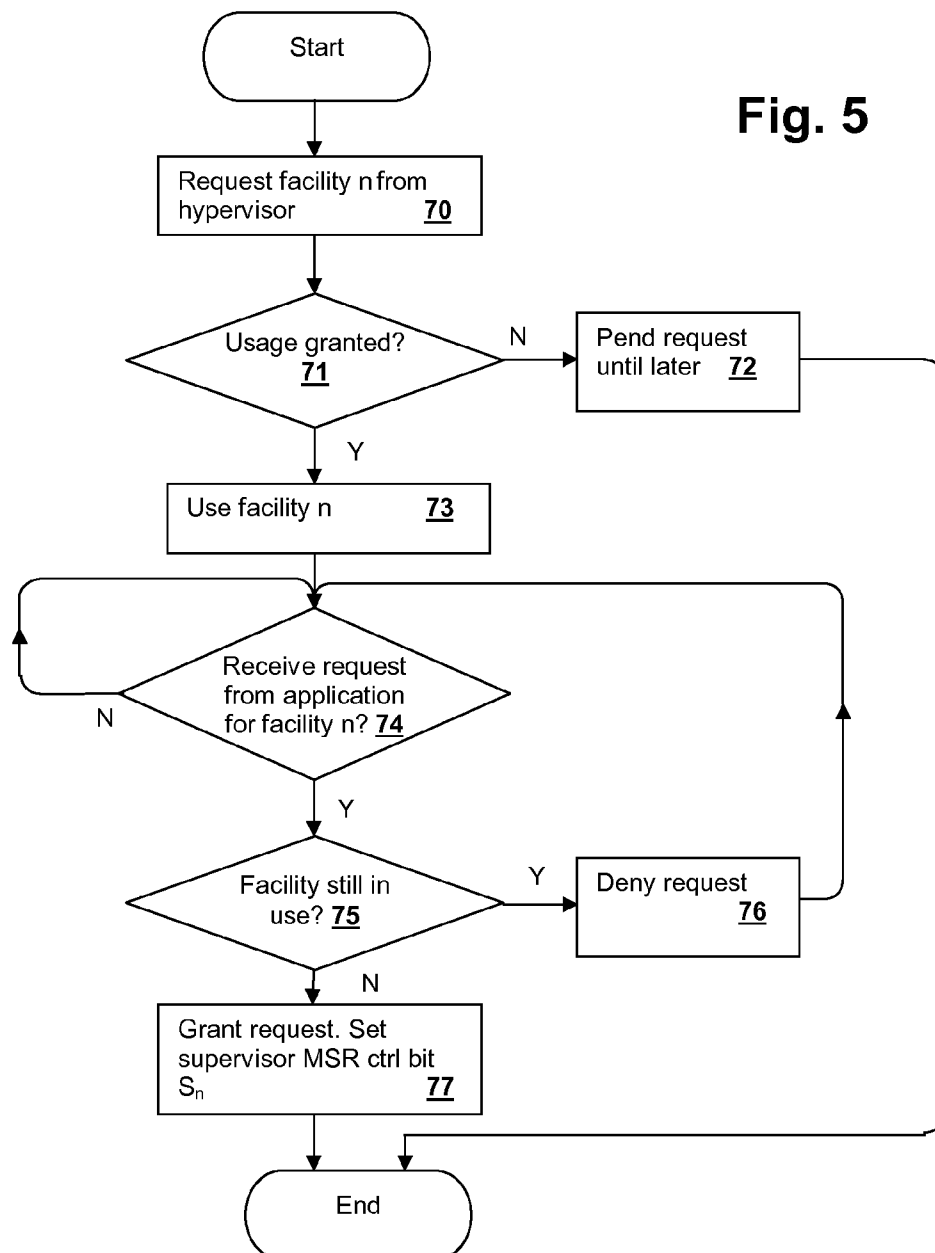 Start
Fig. 5
Request facility n from
hypervisor 70
Usage granted?
71
N
Pend request
until later 72
Y
Use facility n 73
Receive request
from application
for facility n? 74
N
Y
Facility still in
use? 75
Y
Deny request
76
N
Grant request. Set
supervisor MSR ctrl bit
Sn 77
End